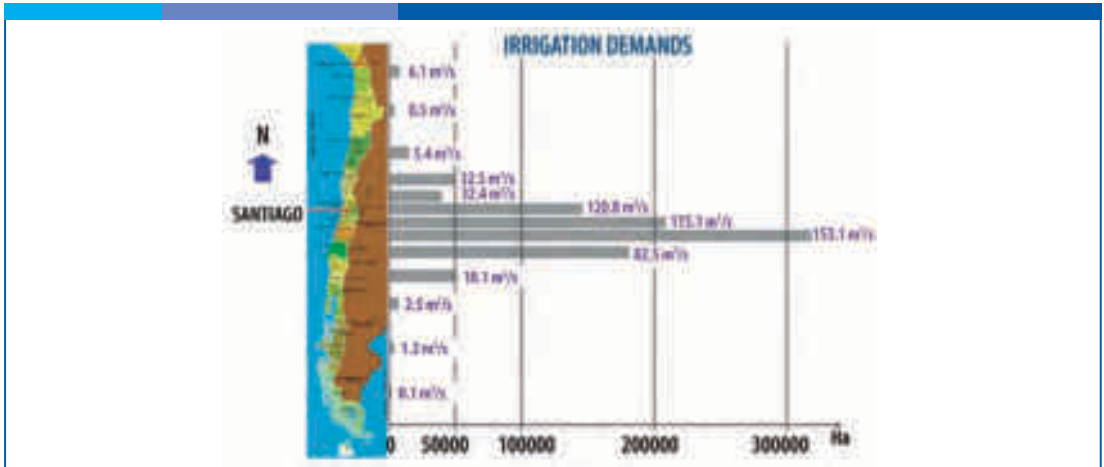 IRRIGATION DEMANDS
6.1 m³/s
N
0.5 m³/s
5.4 m³/s
32.5 m³/s
32.4 m³/s
SANTIAGO
120.8 m³/s
115.1 m³/s
153.1 m³/s
82.5 m³/s
18.1 m³/s
2.5 m³/s
1.2 m³/s
0.1 m³/s
0 50000 100000 200000 300000 Ha